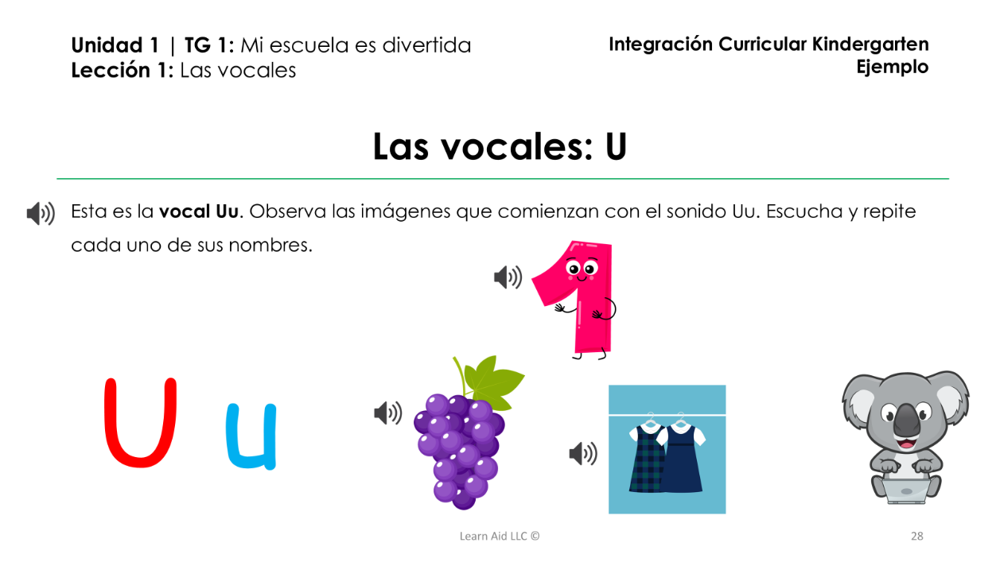 Unidad 1 | TG 1: Mi escuela es divertida
Lección 1: Las vocales
Integración Curricular Kindergarten
Ejemplo
Las vocales: U
Esta es la vocal Uu. Observa las imágenes que comienzan con el sonido Uu. Escucha y repite
cada uno de sus nombres.
U u
Learn Aid LLC ©
28